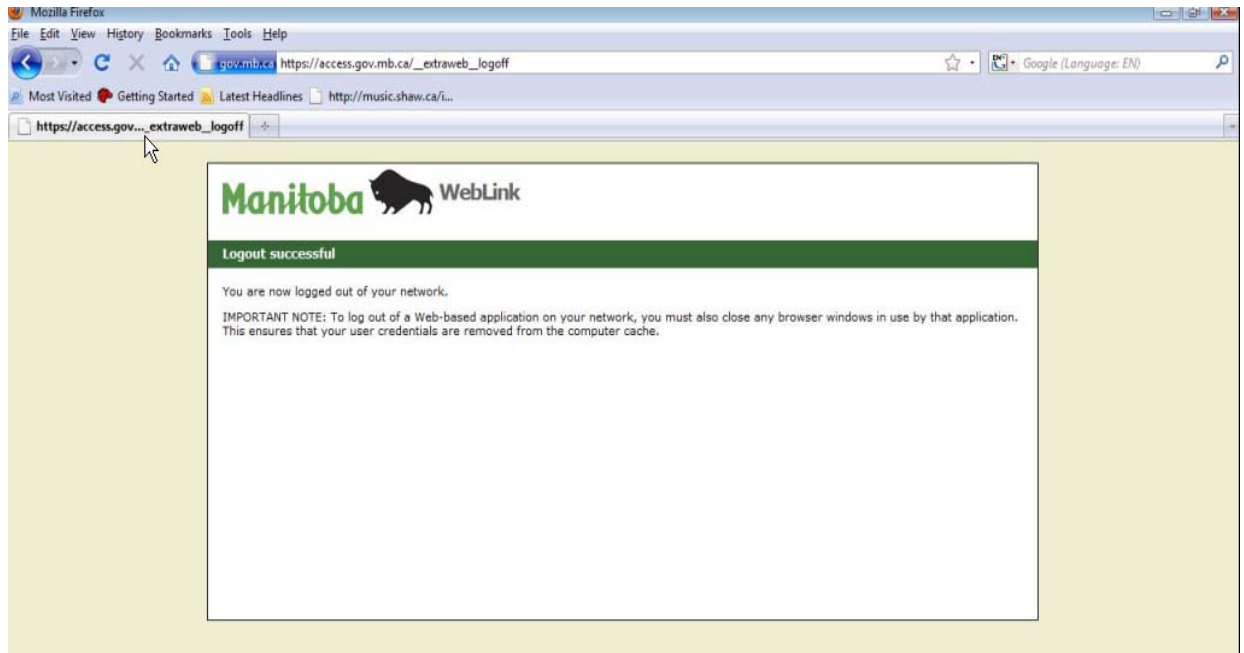 Mozilla Firefox
File Edit View History Bookmarks Tools Help
gov.mb.ca https://access.gov.mb.ca/__extraweb__logoff
Google (Language: EN)
Most Visited Getting Started Latest Headlines http://music.shaw.ca/i...
https://access.gov..._extraweb__logoff
Manitoba WebLink
Logout successful
You are now logged out of your network.
IMPORTANT NOTE: To log out of a Web-based application on your network, you must also close any browser windows in use by that application.
This ensures that your user credentials are removed from the computer cache.